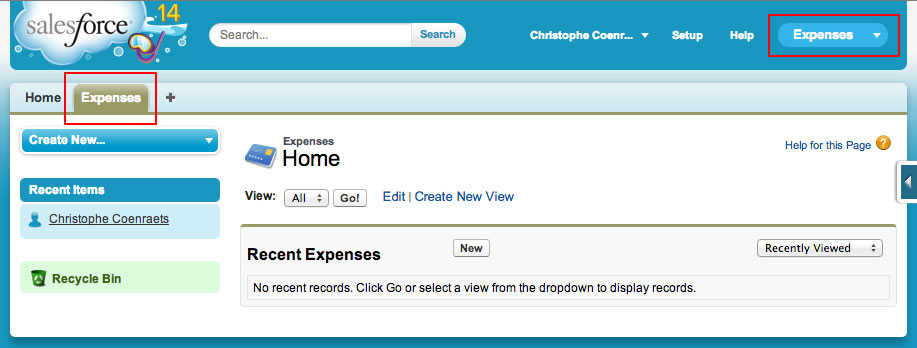 salesforce
14
Search... Search
Christophe Coenr... Setup Help Expenses
Home Expenses +
Create New...
Recent Items
Christophe Coenraets
Recycle Bin
Expenses
Home
Help for this Page ?
View: All Go! Edit | Create New View
Recent Expenses New Recently Viewed
No recent records. Click Go or select a view from the dropdown to display records.